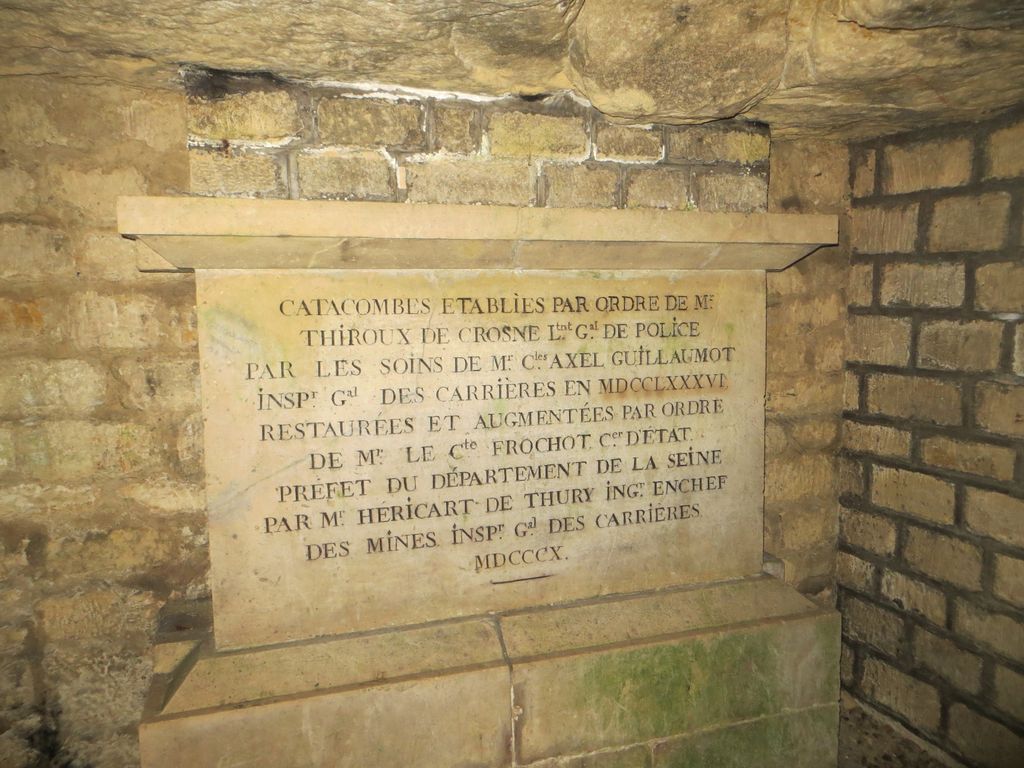 CATACOMBES ETABLIES PAR ORDRE DE Mr
THIROUX DE CROSNE Ltnt Gal DE POLICE
PAR LES SOINS DE Mr Cles AXEL GUILLAUMOT
INSPr Gal DES CARRIÈRES EN MDCCLXXXVI
RESTAURÉES ET AUGMENTÉES PAR ORDRE
DE Mr LE Cte FROCHOT Cer D'ÉTAT
PRÉFET DU DÉPARTEMENT DE LA SEINE
PAR Mr HÉRICART DE THURY INGr ENCHEF
DES MINES INSPr Gal DES CARRIÈRES
MDCCCX.